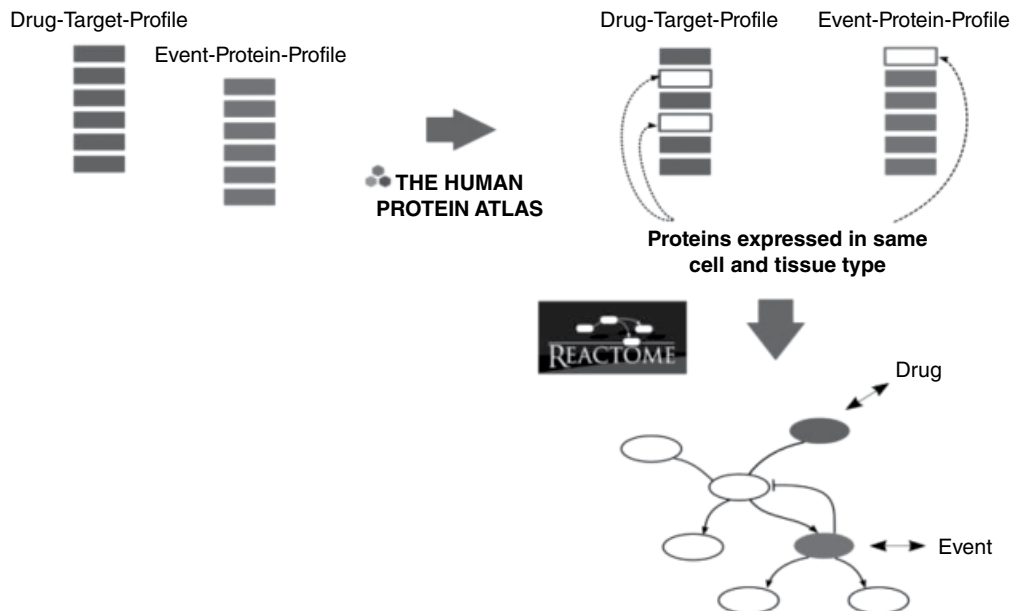 Drug-Target-Profile
Event-Protein-Profile
THE HUMAN
PROTEIN ATLAS
Drug-Target-Profile
Event-Protein-Profile
Proteins expressed in same
cell and tissue type
REACTOME
Drug
Event